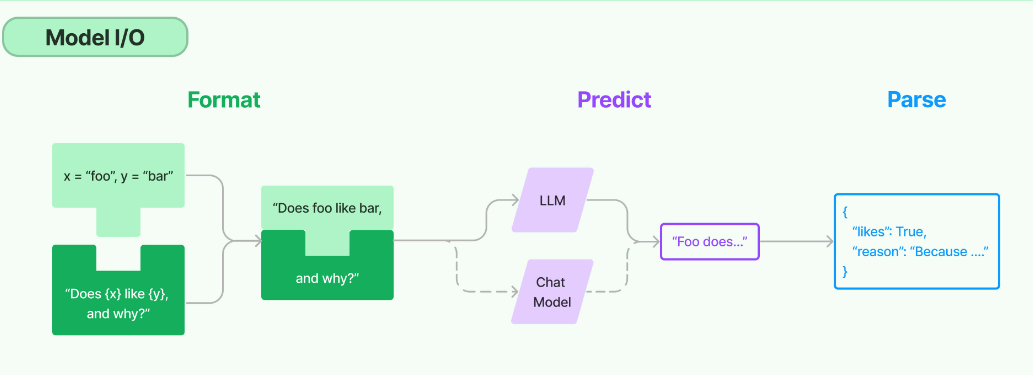 Model I/O
Format
Predict
Parse
x = “foo”, y = “bar”
“Does {x} like {y},
and why?”
“Does foo like bar,
and why?”
LLM
Chat
Model
“Foo does...”
{
“likes”: True,
“reason”: “Because ....”
}